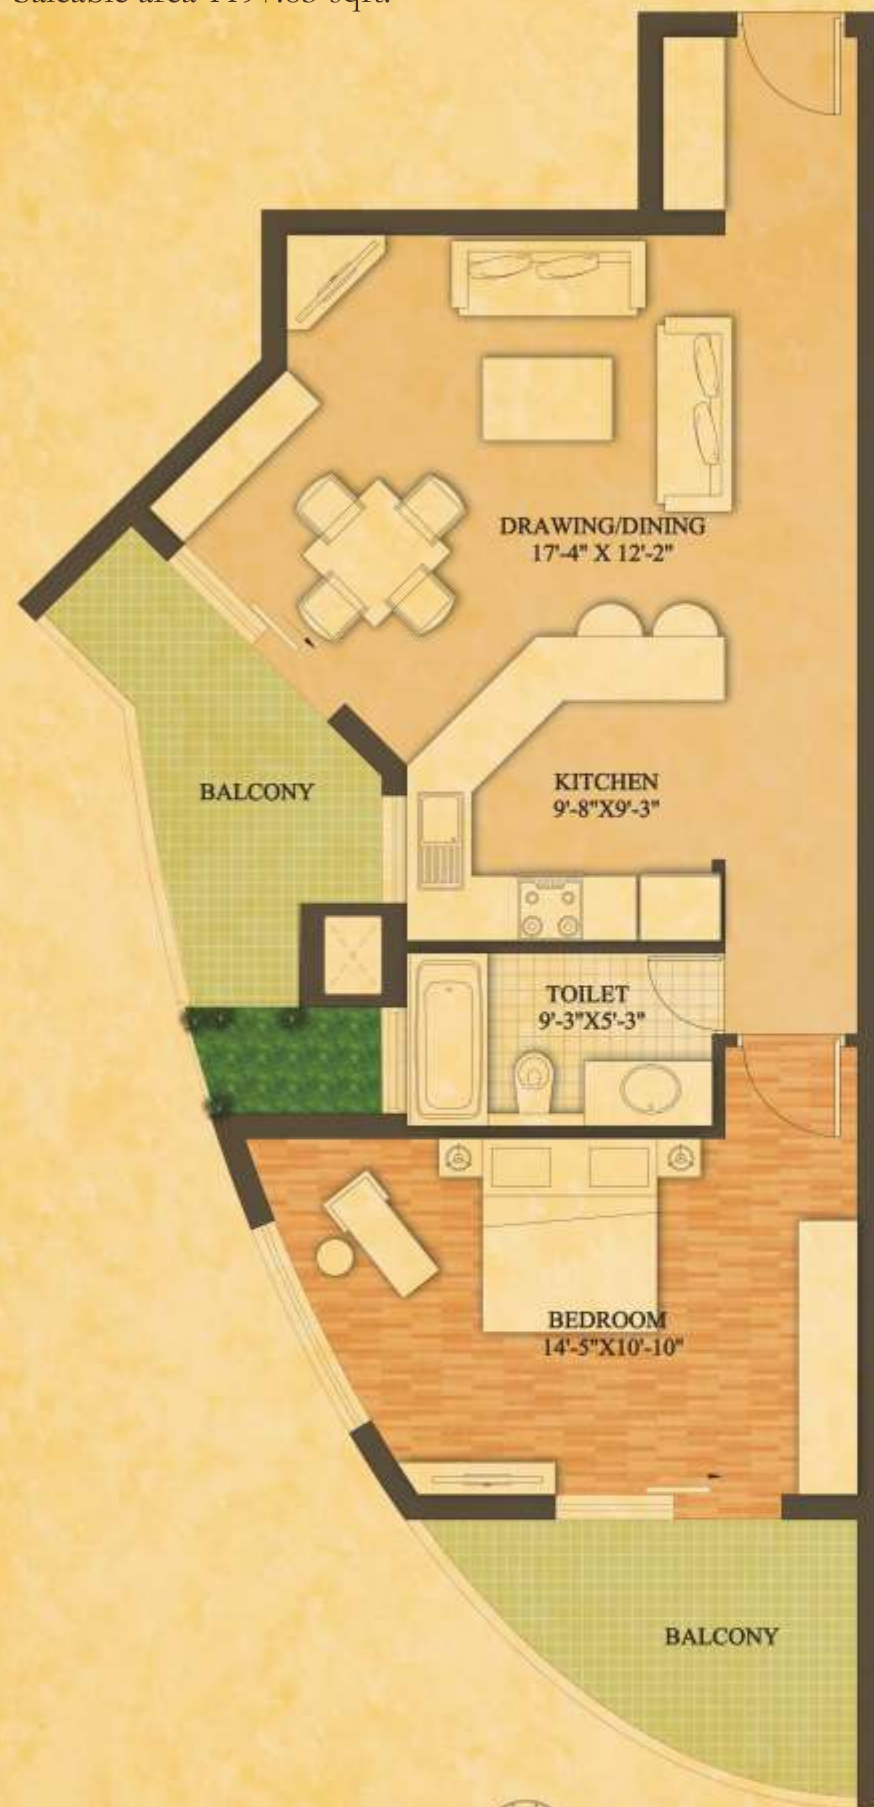 DRAWING/DINING
17'-4" X 12'-2"
KITCHEN
9'-8"X9'-3"
BALCONY
TOILET
9'-3"X5'-3"
BEDROOM
14'-5"X10'-10"
BALCONY